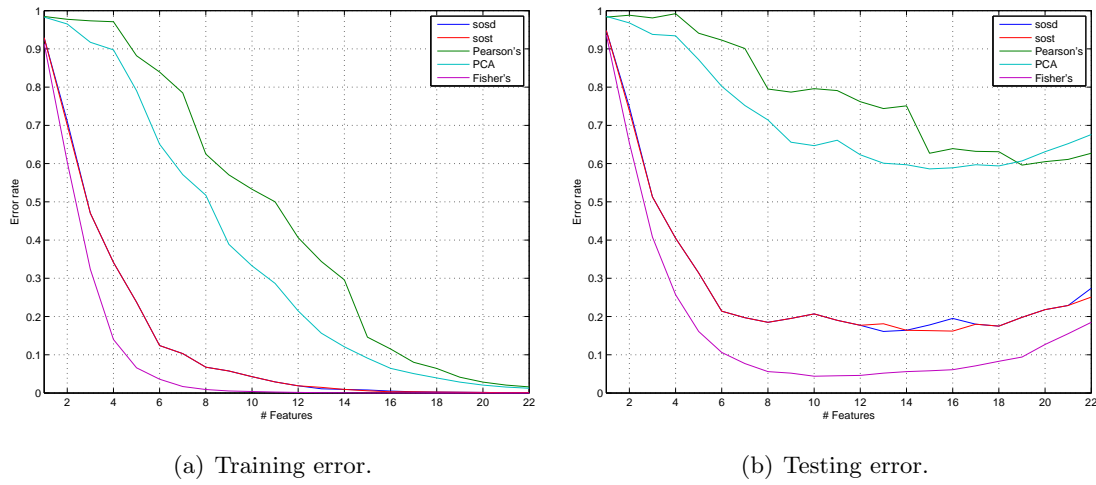 1
0.9
0.8
0.7
0.6
0.5
0.4
0.3
0.2
0.1
0
Error rate
2 4 6 8 10 12 14 16 18 20 22
# Features
sosd
sost
Pearson's
PCA
Fisher's
(a) Training error.
1
0.9
0.8
0.7
0.6
0.5
0.4
0.3
0.2
0.1
0
Error rate
2 4 6 8 10 12 14 16 18 20 22
# Features
sosd
sost
Pearson's
PCA
Fisher's
(b) Testing error.